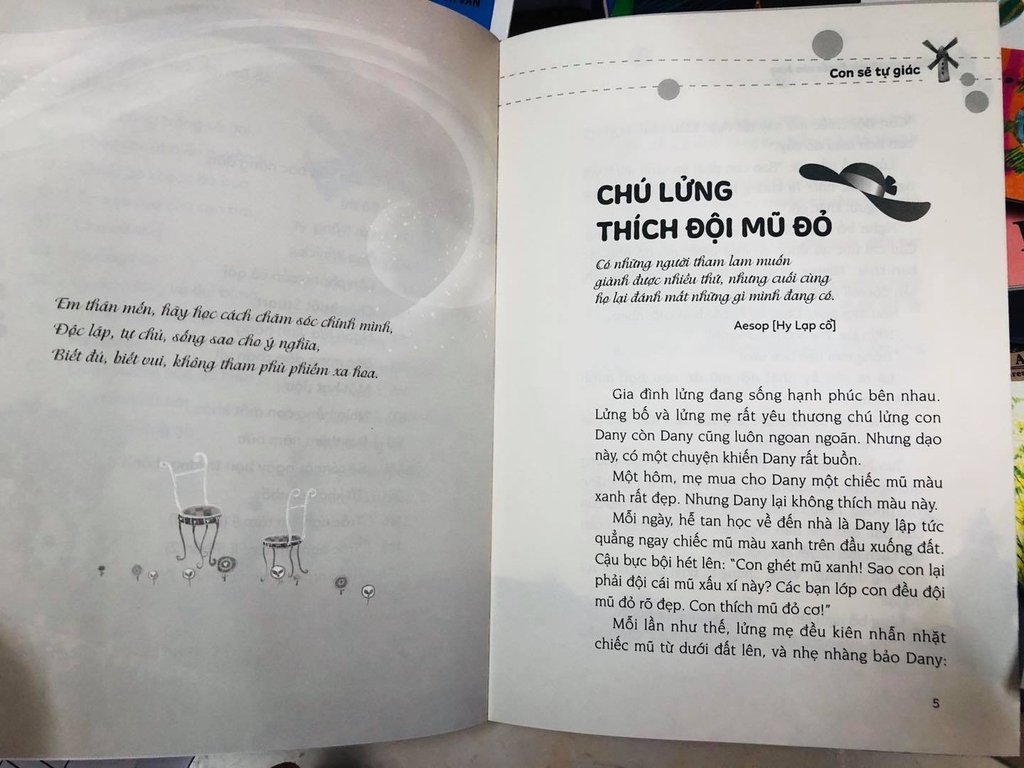 Em thân mến, hãy học cách chăm sóc chính mình,
Độc lập, tự chủ, sống sao cho ý nghĩa,
Biết đủ, biết vui, không tham phù phiếm xa hoa.
Con sẽ tự giác
CHÚ LỬNG
THÍCH ĐỘI MŨ ĐỎ
Có những người tham lam muốn
giành được nhiều thứ, nhưng cuối cùng
họ lại đánh mất những gì mình đang có.
Aesop [Hy Lạp cổ]
Gia đình lửng đang sống hạnh phúc bên nhau.
Lửng bố và lửng mẹ rất yêu thương chú lửng con
Dany còn Dany cũng luôn ngoan ngoãn. Nhưng dạo
này, có một chuyện khiến Dany rất buồn.
Một hôm, mẹ mua cho Dany một chiếc mũ màu
xanh rất đẹp. Nhưng Dany lại không thích màu này.
Mỗi ngày, hễ tan học về đến nhà là Dany lập tức
quẳng ngay chiếc mũ màu xanh trên đầu xuống đất.
Cậu bực bội hét lên: “Con ghét mũ xanh! Sao con lại
phải đội cái mũ xấu xí này? Các bạn lớp con đều đội
mũ đỏ rõ đẹp. Con thích mũ đỏ cơ!”
Mỗi lần như thế, lửng mẹ đều kiên nhẫn nhặt
chiếc mũ từ dưới đất lên, và nhẹ nhàng bảo Dany:
5